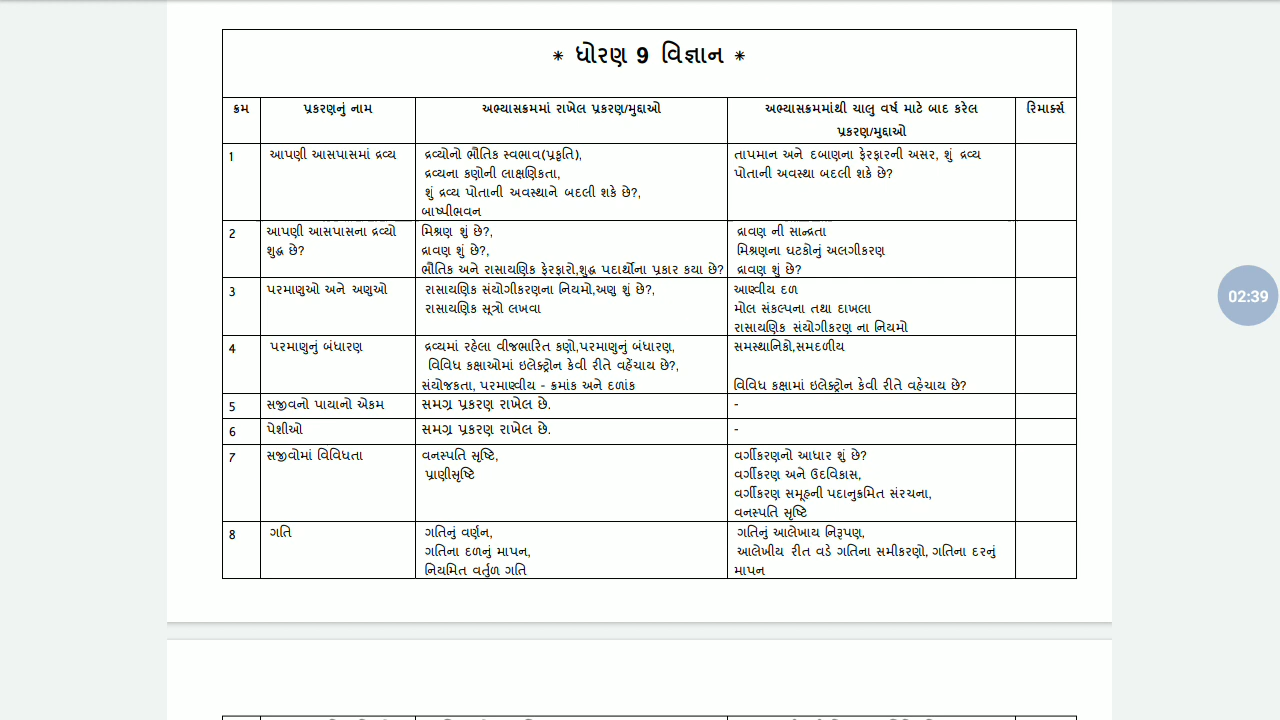 * ધોરણ 9 વિજ્ઞાન *
ક્રમ પ્રકરણનું નામ અભ્યાસક્રમમાં રાખેલ પ્રકરણ/મુદ્દાઓ અભ્યાસક્રમમાંથી ચાલુ વર્ષ માટે બાદ કરેલ પ્રકરણ/મુદ્દાઓ રિમાર્ક્સ
1 આપણી આસપાસમાં દ્રવ્ય
દ્રવ્યોનો ભૌતિક સ્વભાવ(પ્રકૃતિ),
દ્રવ્યના કણોની લાક્ષણિકતા,
શું દ્રવ્ય પોતાની અવસ્થાને બદલી શકે છે?,
બાષ્પીભવન
તાપમાન અને દબાણના ફેરફારની અસર, શું દ્રવ્ય
પોતાની અવસ્થા બદલી શકે છે?
2 આપણી આસપાસના દ્રવ્યો
શુદ્ધ છે?
મિશ્રણ શું છે?,
દ્રાવણ શું છે?,
ભૌતિક અને રાસાયણિક ફેરફારો,શુદ્ધ પદાર્થોના પ્રકાર કયા છે?
દ્રાવણ ની સાન્દ્રતા
મિશ્રણના ઘટકોનું અલગીકરણ
દ્રાવણ શું છે?
3 પરમાણુઓ અને અણુઓ
રાસાયણિક સંયોગીકરણના નિયમો,અણુ શું છે?,
રાસાયણિક સૂત્રો લખવા
આણ્વીય દળ
મોલ સંકલ્પના તથા દાખલા
રાસાયણિક સંયોગીકરણ ના નિયમો
4 પરમાણુનું બંધારણ
દ્રવ્યમાં રહેલા વીજભારિત કણો,પરમાણુનું બંધારણ,
વિવિધ કક્ષાઓમાં ઇલેક્ટ્રોન કેવી રીતે વહેંચાય છે?,
સંયોજકતા, પરમાણ્વીય - ક્રમાંક અને દળાંક
સમસ્થાનિકો,સમદળીય
વિવિધ કક્ષામાં ઇલેક્ટ્રોન કેવી રીતે વહેચાય છે?
5 સજીવનો પાયાનો એકમ સમગ્ર પ્રકરણ રાખેલ છે. -
6 પેશીઓ સમગ્ર પ્રકરણ રાખેલ છે. -
7 સજીવોમાં વિવિધતા
વનસ્પતિ સૃષ્ટિ,
પ્રાણીસૃષ્ટિ
વર્ગીકરણનો આધાર શું છે?
વર્ગીકરણ અને ઉદવિકાસ,
વર્ગીકરણ સમૂહની પદાનુક્રમિત સંરચના,
વનસ્પતિ સૃષ્ટિ
8 ગતિ
ગતિનું વર્ણન,
ગતિના દળનું માપન,
નિયમિત વર્તુળ ગતિ
ગતિનું આલેખાય નિરૂપણ,
આલેખીય રીત વડે ગતિના સમીકરણો, ગતિના દરનું
માપન
02:39